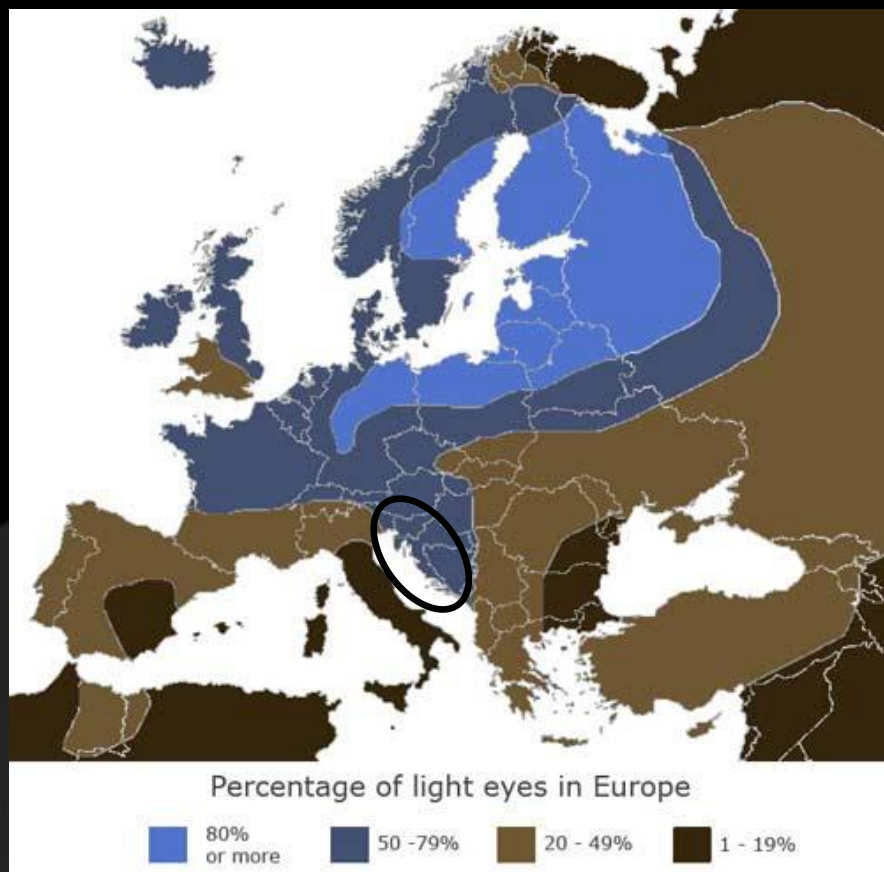 Percentage of light eyes in Europe
80%
or more
50 -79%
20 - 49%
1 - 19%